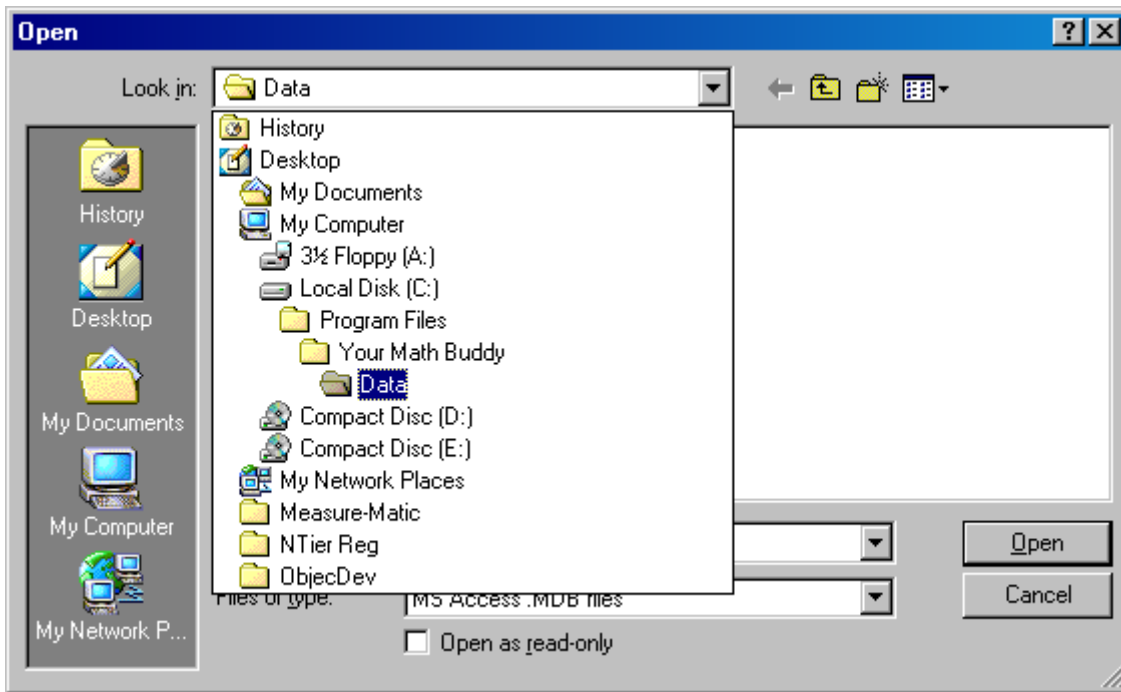 Open
Look in: Data
History
Desktop
My Documents
My Computer
3½ Floppy (A:)
Local Disk (C:)
Program Files
Your Math Buddy
Data
Compact Disc (D:)
Compact Disc (E:)
My Network Places
Measure-Matic
NTier Reg
ObjecDev
History
Desktop
My Documents
My Computer
My Network P...
Open
Files of type: MS Access .MDB files
Cancel
Open as read-only